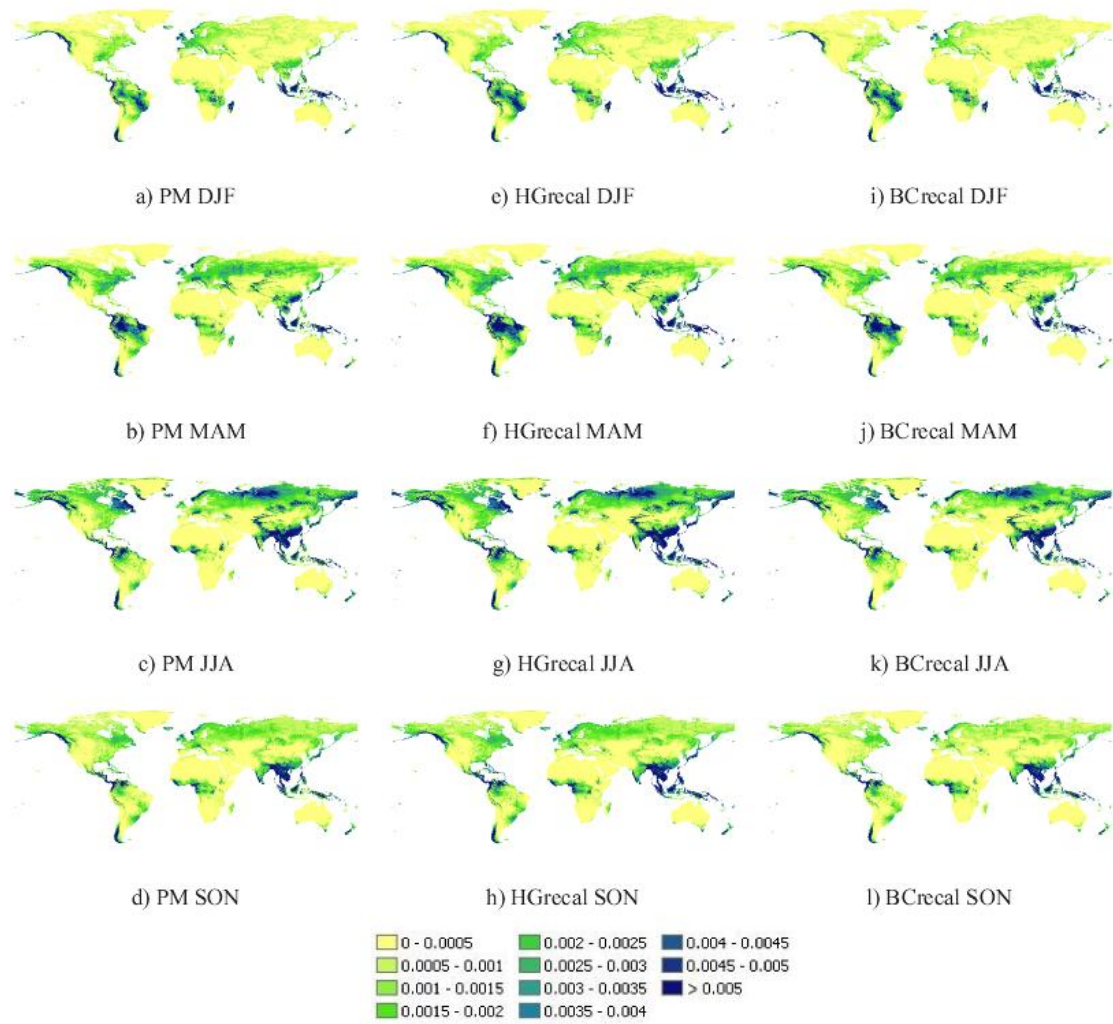 a) PM DJF
e) HGrecal DJF
i) BCrecal DJF
b) PM MAM
f) HGrecal MAM
j) BCrecal MAM
c) PM JJA
g) HGrecal JJA
k) BCrecal JJA
d) PM SON
h) HGrecal SON
l) BCrecal SON
0 - 0.0005
0.0005 - 0.001
0.001 - 0.0015
0.0015 - 0.002
0.002 - 0.0025
0.0025 - 0.003
0.003 - 0.0035
0.0035 - 0.004
0.004 - 0.0045
0.0045 - 0.005
> 0.005